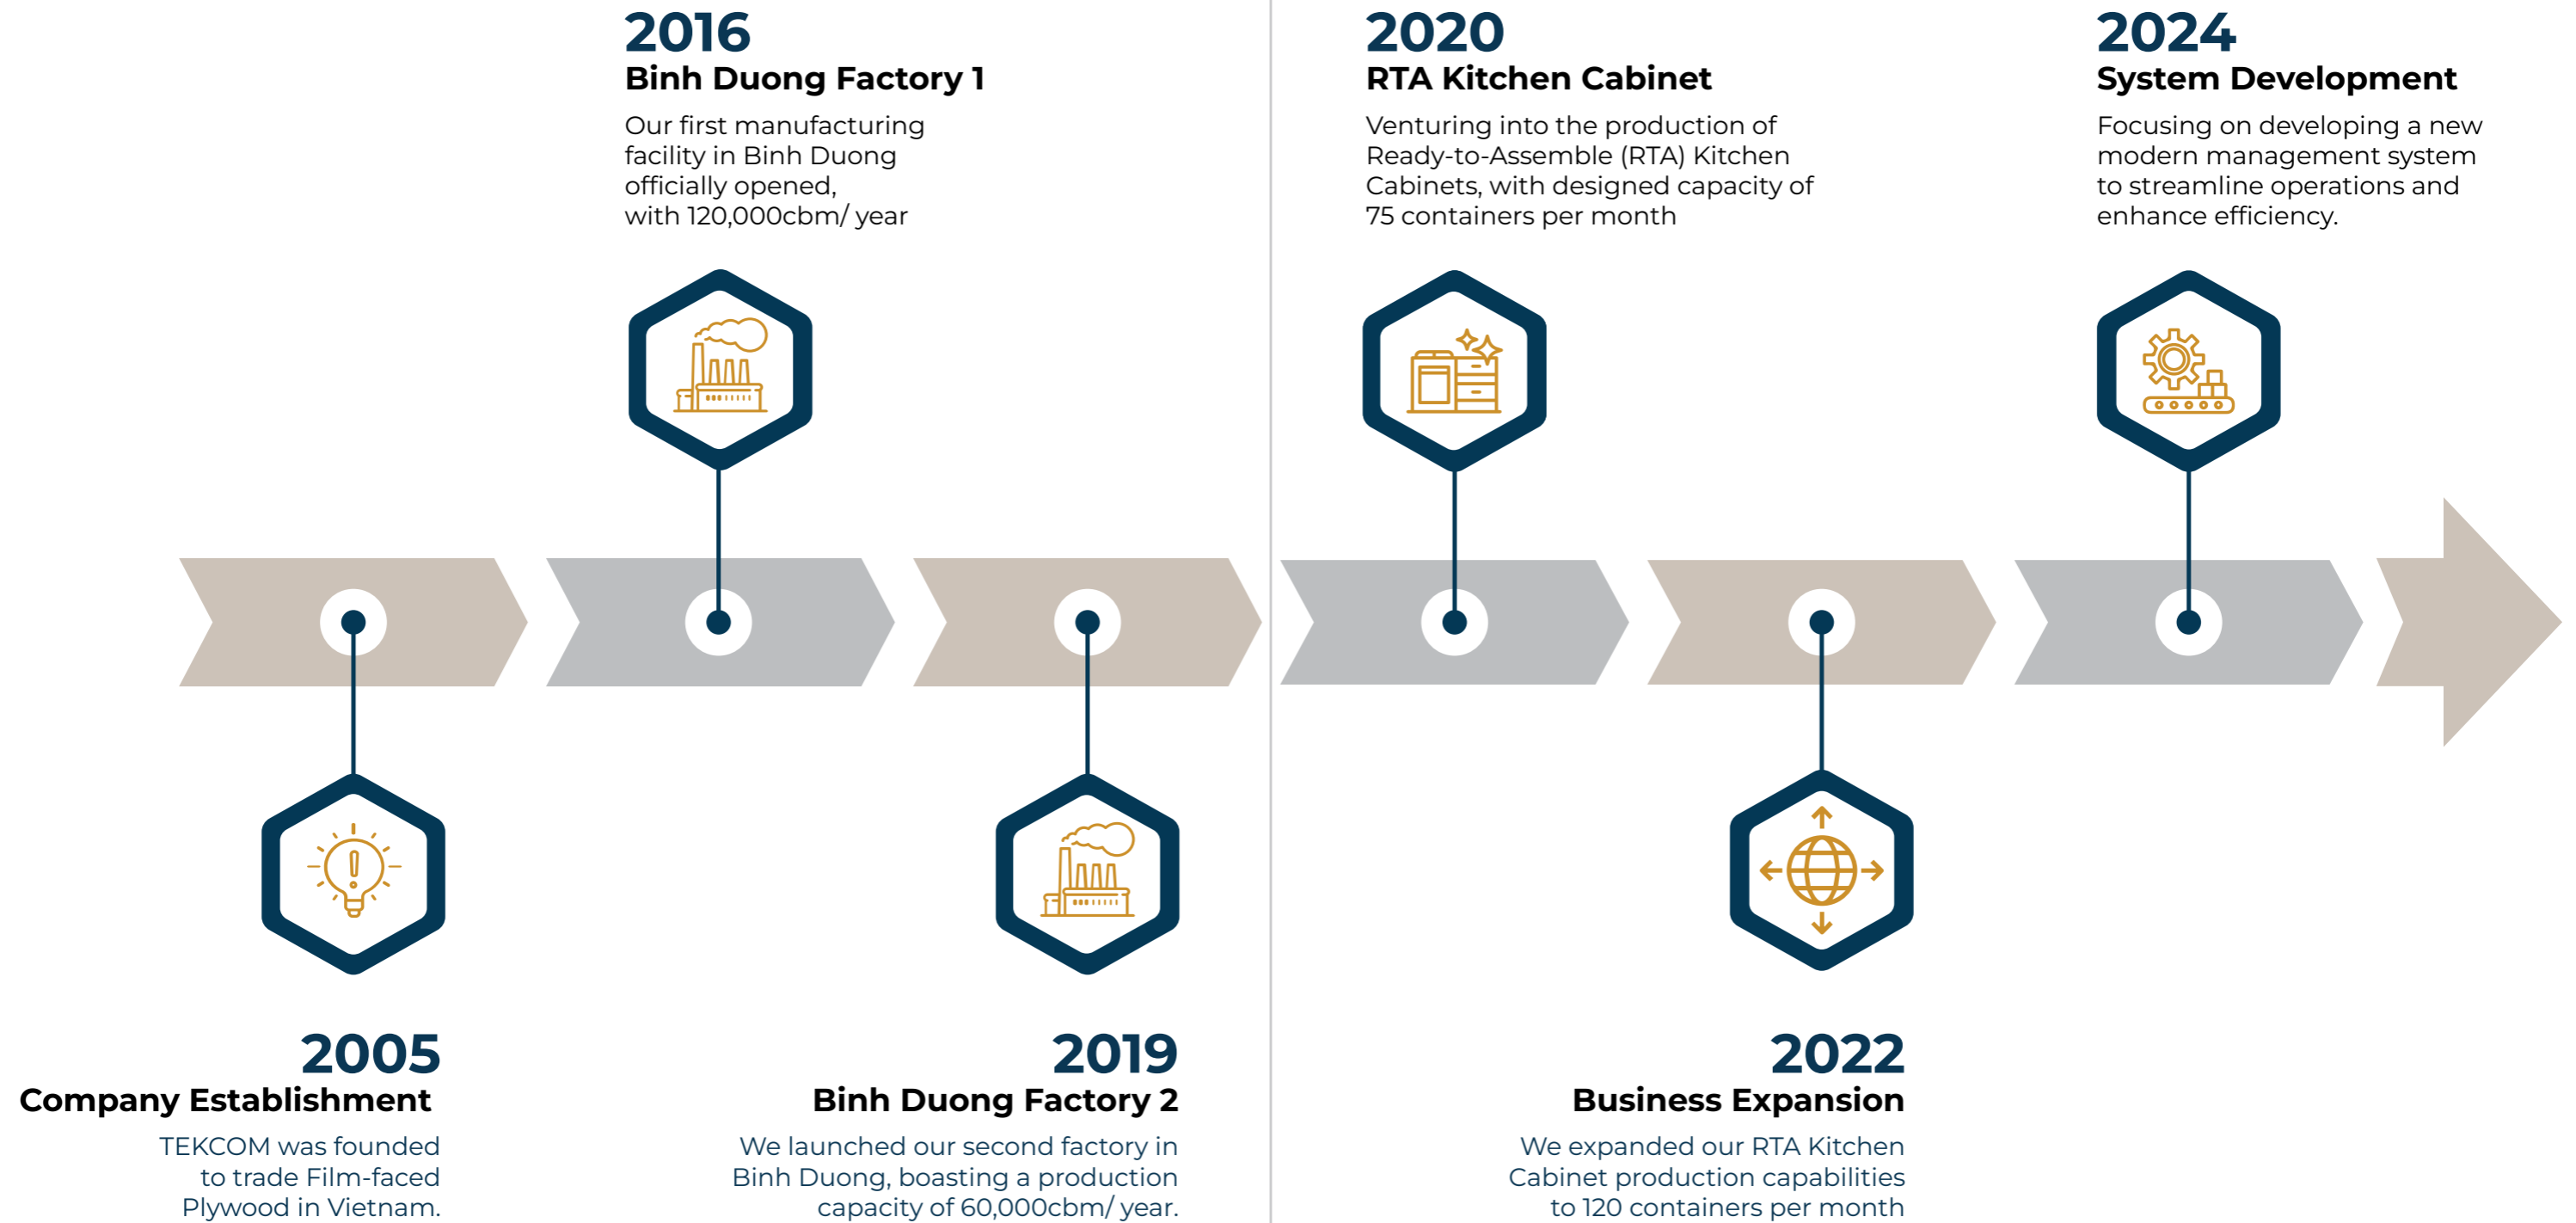 2016
Binh Duong Factory 1
Our first manufacturing
facility in Binh Duong
officially opened,
with 120,000cbm/ year
2020
RTA Kitchen Cabinet
Venturing into the production of
Ready-to-Assemble (RTA) Kitchen
Cabinets, with designed capacity of
75 containers per month
2024
System Development
Focusing on developing a new
modern management system
to streamline operations and
enhance efficiency.
2005
Company Establishment
TEKCOM was founded
to trade Film-faced
Plywood in Vietnam.
2019
Binh Duong Factory 2
We launched our second factory in
Binh Duong, boasting a production
capacity of 60,000cbm/ year.
2022
Business Expansion
We expanded our RTA Kitchen
Cabinet production capabilities
to 120 containers per month